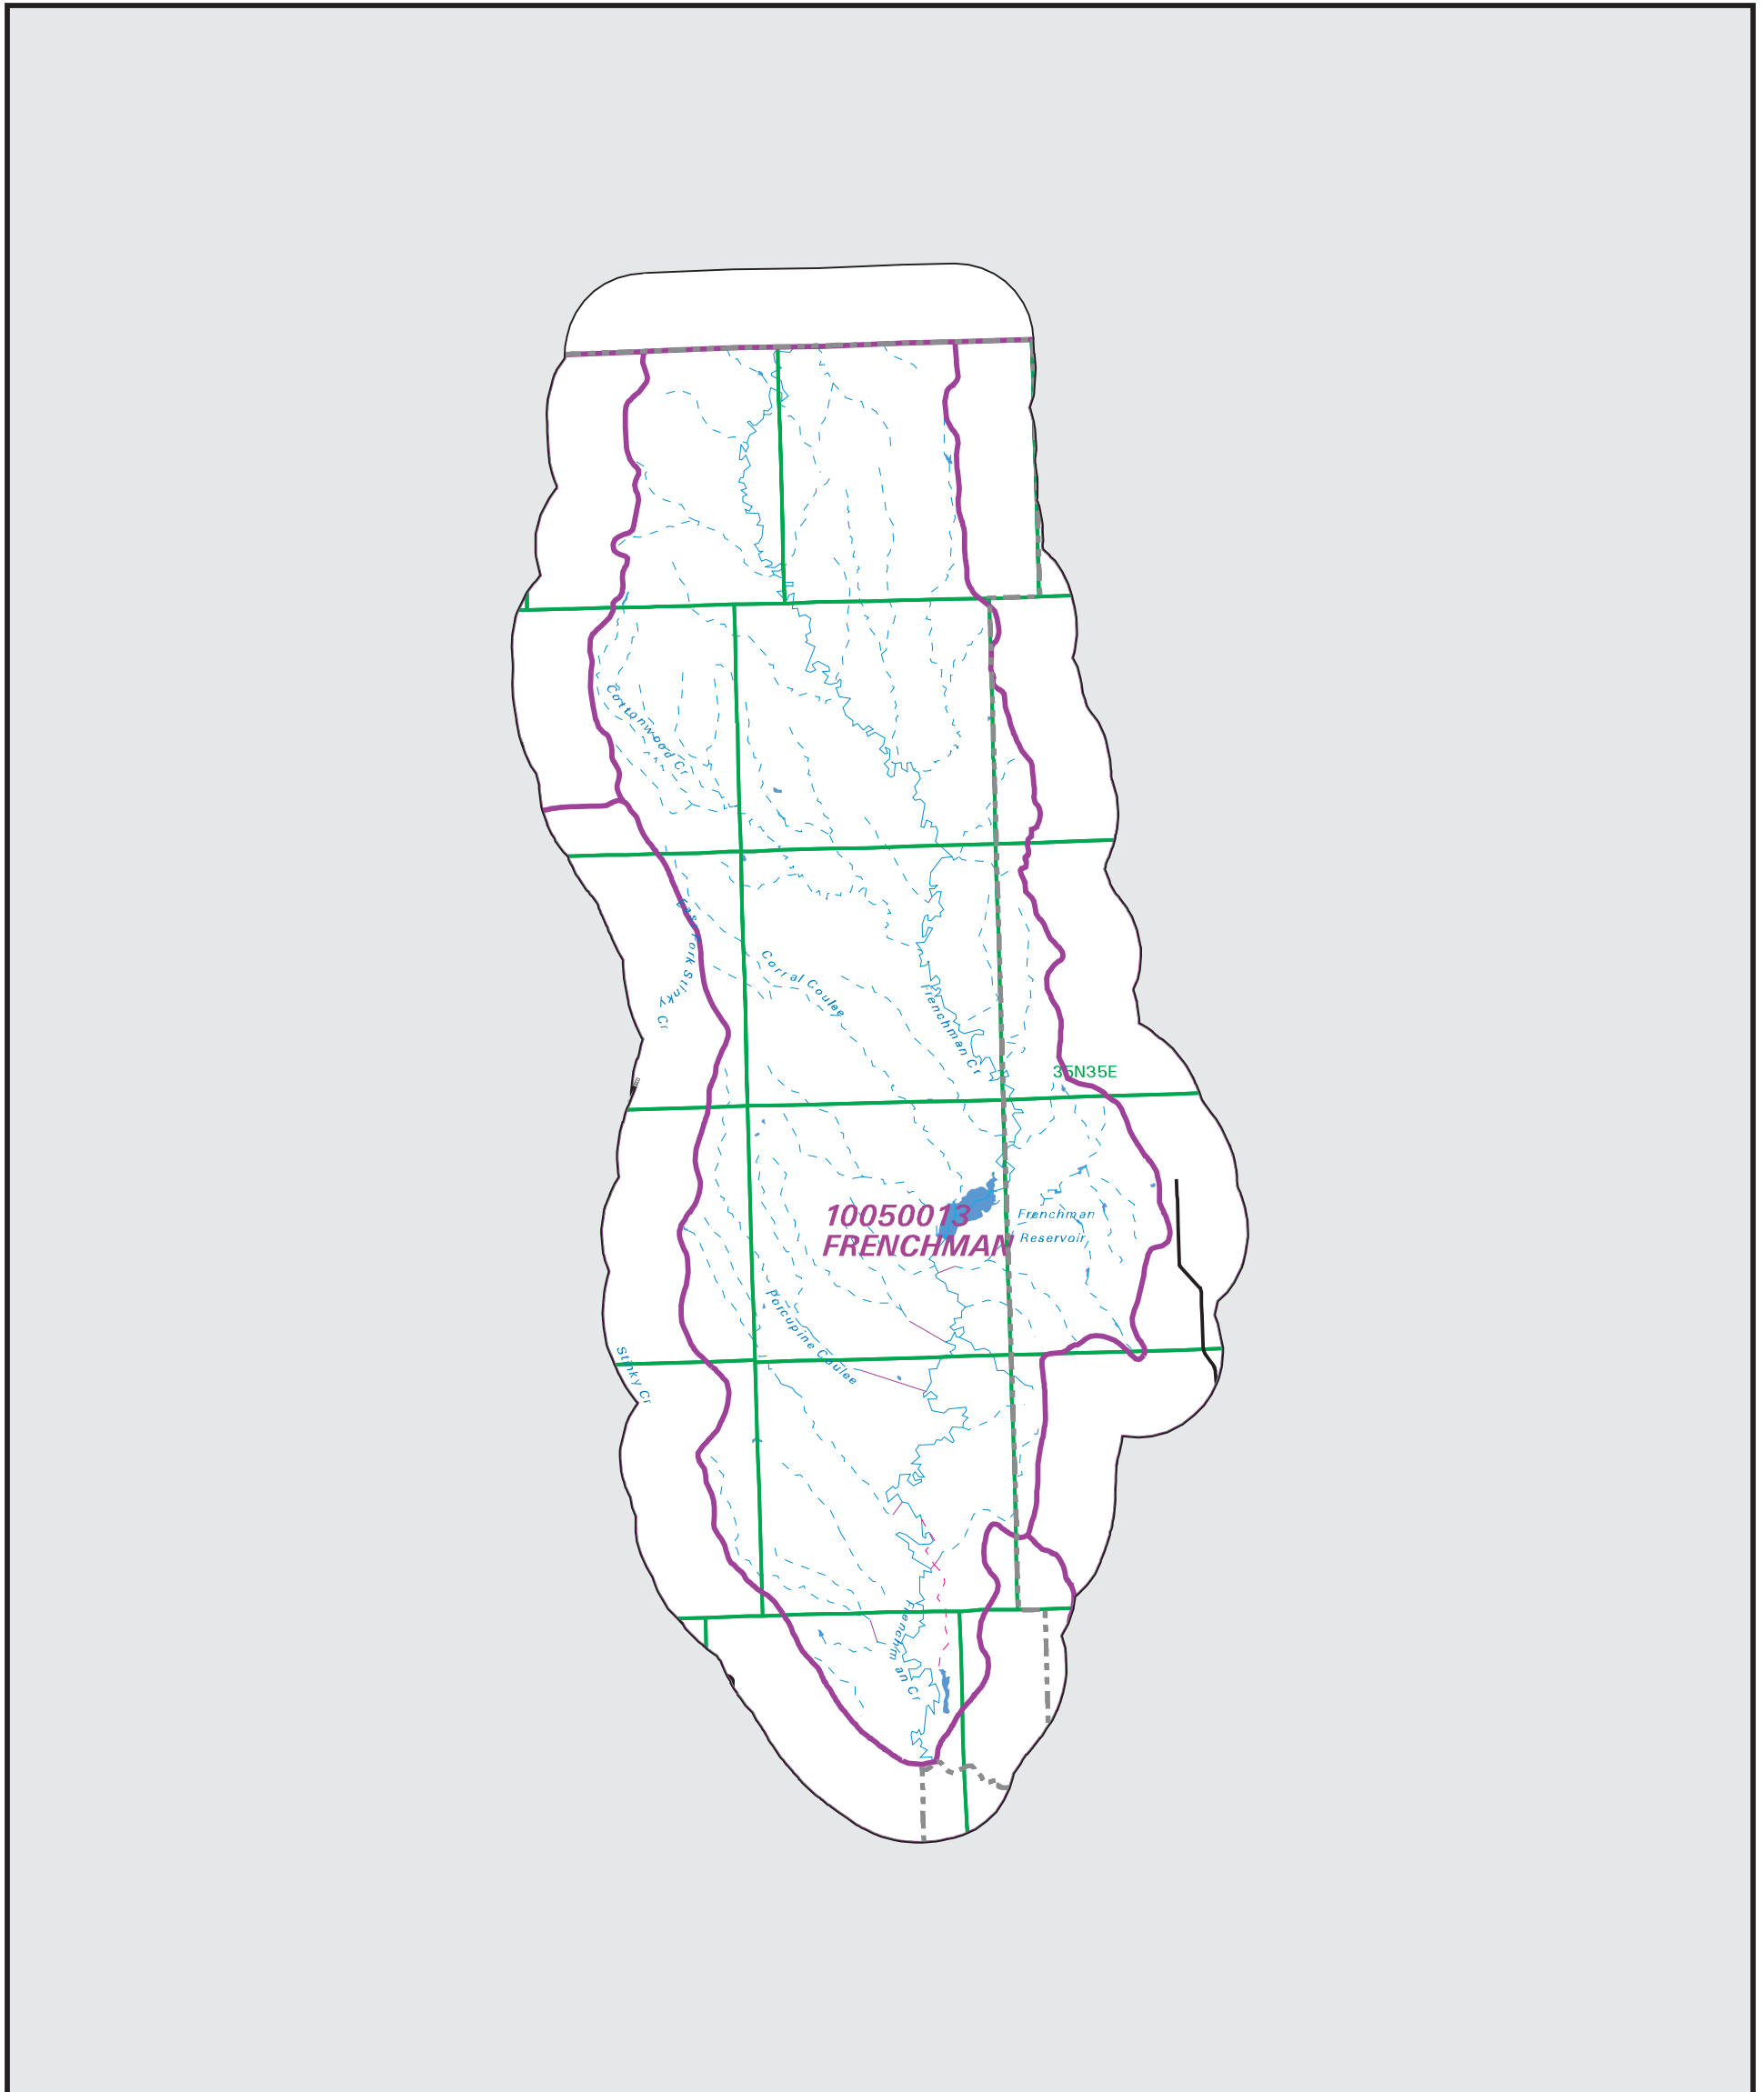 Cottonwood Cr
East Fork Stinky Cr
Corral Coulee
Frenchman Cr
35N35E
10050013
FRENCHMAN
Frenchman
Reservoir
Porcupine Coulee
Stinky Cr
Frenchman Cr